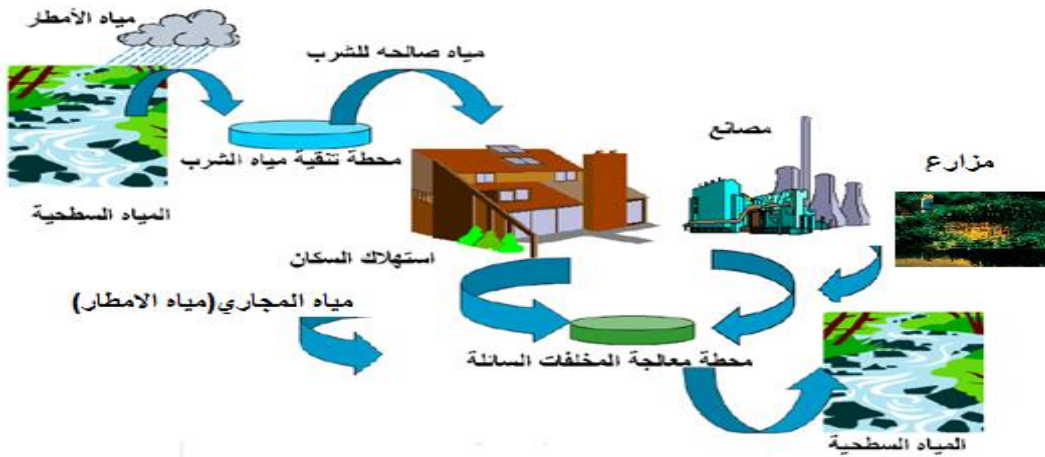 مياه الأمطار
مياه صالحه للشرب
مصانع
مزارع
محطة تنقية مياه الشرب
المياه السطحية
استهلاك السكان
مياه المجاري(مياه الامطار)
محطة معالجة المخلفات السائلة
المياه السطحية